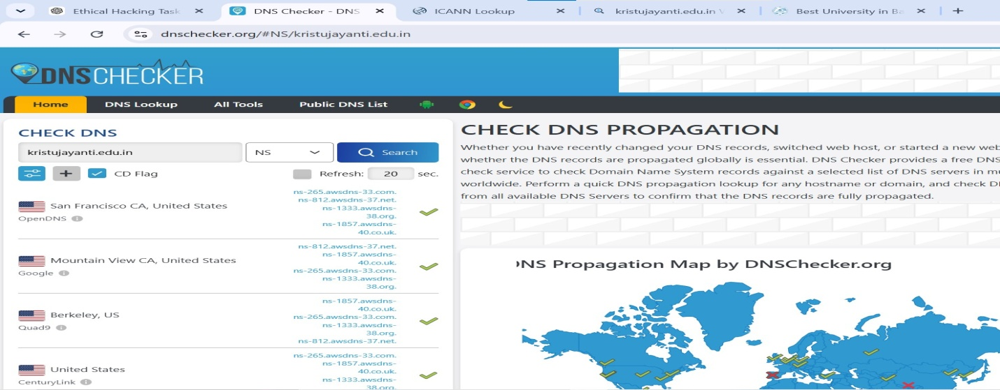 Ethical Hacking Task
DNS Checker - DNS
ICANN Lookup
kristujayanti.edu.in
Best University in Ba
dnschecker.org/#NS/kristujayanti.edu.in
DNSCHECKER
Home
DNS Lookup
All Tools
Public DNS List
CHECK DNS
kristujayanti.edu.in
NS
Search
CD Flag
Refresh:
20
sec.
San Francisco CA, United States
OpenDNS
ns-265.awsdns-33.com.
ns-812.awsdns-37.net.
ns-1333.awsdns-
38.org.
ns-1857.awsdns-
40.co.uk.
Mountain View CA, United States
Google
ns-812.awsdns-37.net.
ns-1857.awsdns-
40.co.uk.
ns-265.awsdns-33.com.
ns-1333.awsdns-
38.org.
Berkeley, US
Quad9
ns-1857.awsdns-
40.co.uk.
ns-265.awsdns-33.com.
ns-1333.awsdns-
38.org.
ns-812.awsdns-37.net.
United States
CenturyLink
ns-265.awsdns-33.com.
ns-1857.awsdns-
40.co.uk.
ns-1333.awsdns-
38.org.
CHECK DNS PROPAGATION
Whether you have recently changed your DNS records, switched web host, or started a new web
whether the DNS records are propagated globally is essential. DNS Checker provides a free DNS
check service to check Domain Name System records against a selected list of DNS servers in mu
worldwide. Perform a quick DNS propagation lookup for any hostname or domain, and check D
from all available DNS Servers to confirm that the DNS records are fully propagated.
NS Propagation Map by DNSChecker.org